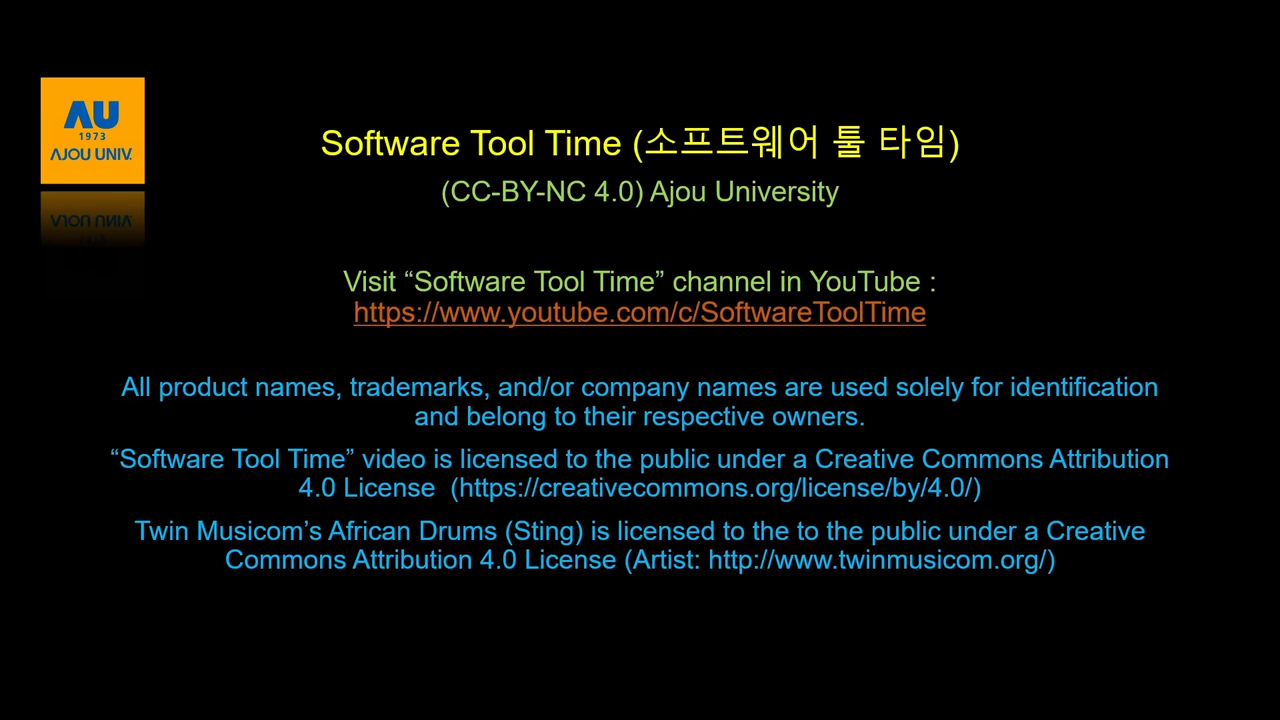 AU
1973
AJOU UNIV.
Software Tool Time (소프트웨어 툴 타임)
(CC-BY-NC 4.0) Ajou University
Visit “Software Tool Time” channel in YouTube :
https://www.youtube.com/c/SoftwareToolTime
All product names, trademarks, and/or company names are used solely for identification
and belong to their respective owners.
“Software Tool Time” video is licensed to the public under a Creative Commons Attribution
4.0 License  (https://creativecommons.org/license/by/4.0/)
Twin Musicom’s African Drums (Sting) is licensed to the to the public under a Creative
Commons Attribution 4.0 License (Artist: http://www.twinmusicom.org/)